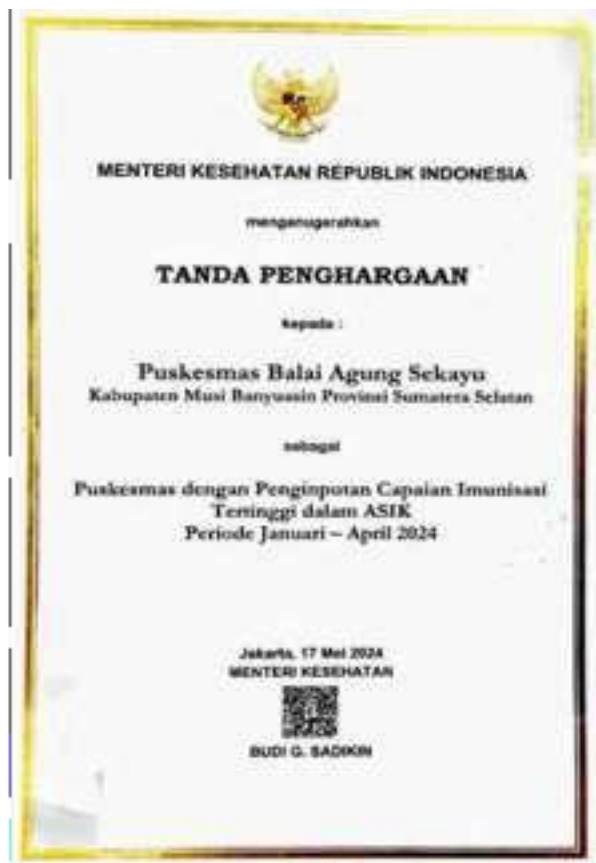 MENTERI KESEHATAN REPUBLIK INDONESIA
menganugerahkan
TANDA PENGHARGAAN
kepada :
Puskesmas Balai Agung Sekayu
Kabupaten Musi Banyuasin Provinsi Sumatera Selatan
sebagai
Puskesmas dengan Penginputan Capaian Imunisasi
Tertinggi dalam ASIK
Periode Januari – April 2024
Jakarta, 17 Mei 2024
MENTERI KESEHATAN
BUDI G. SADIKIN